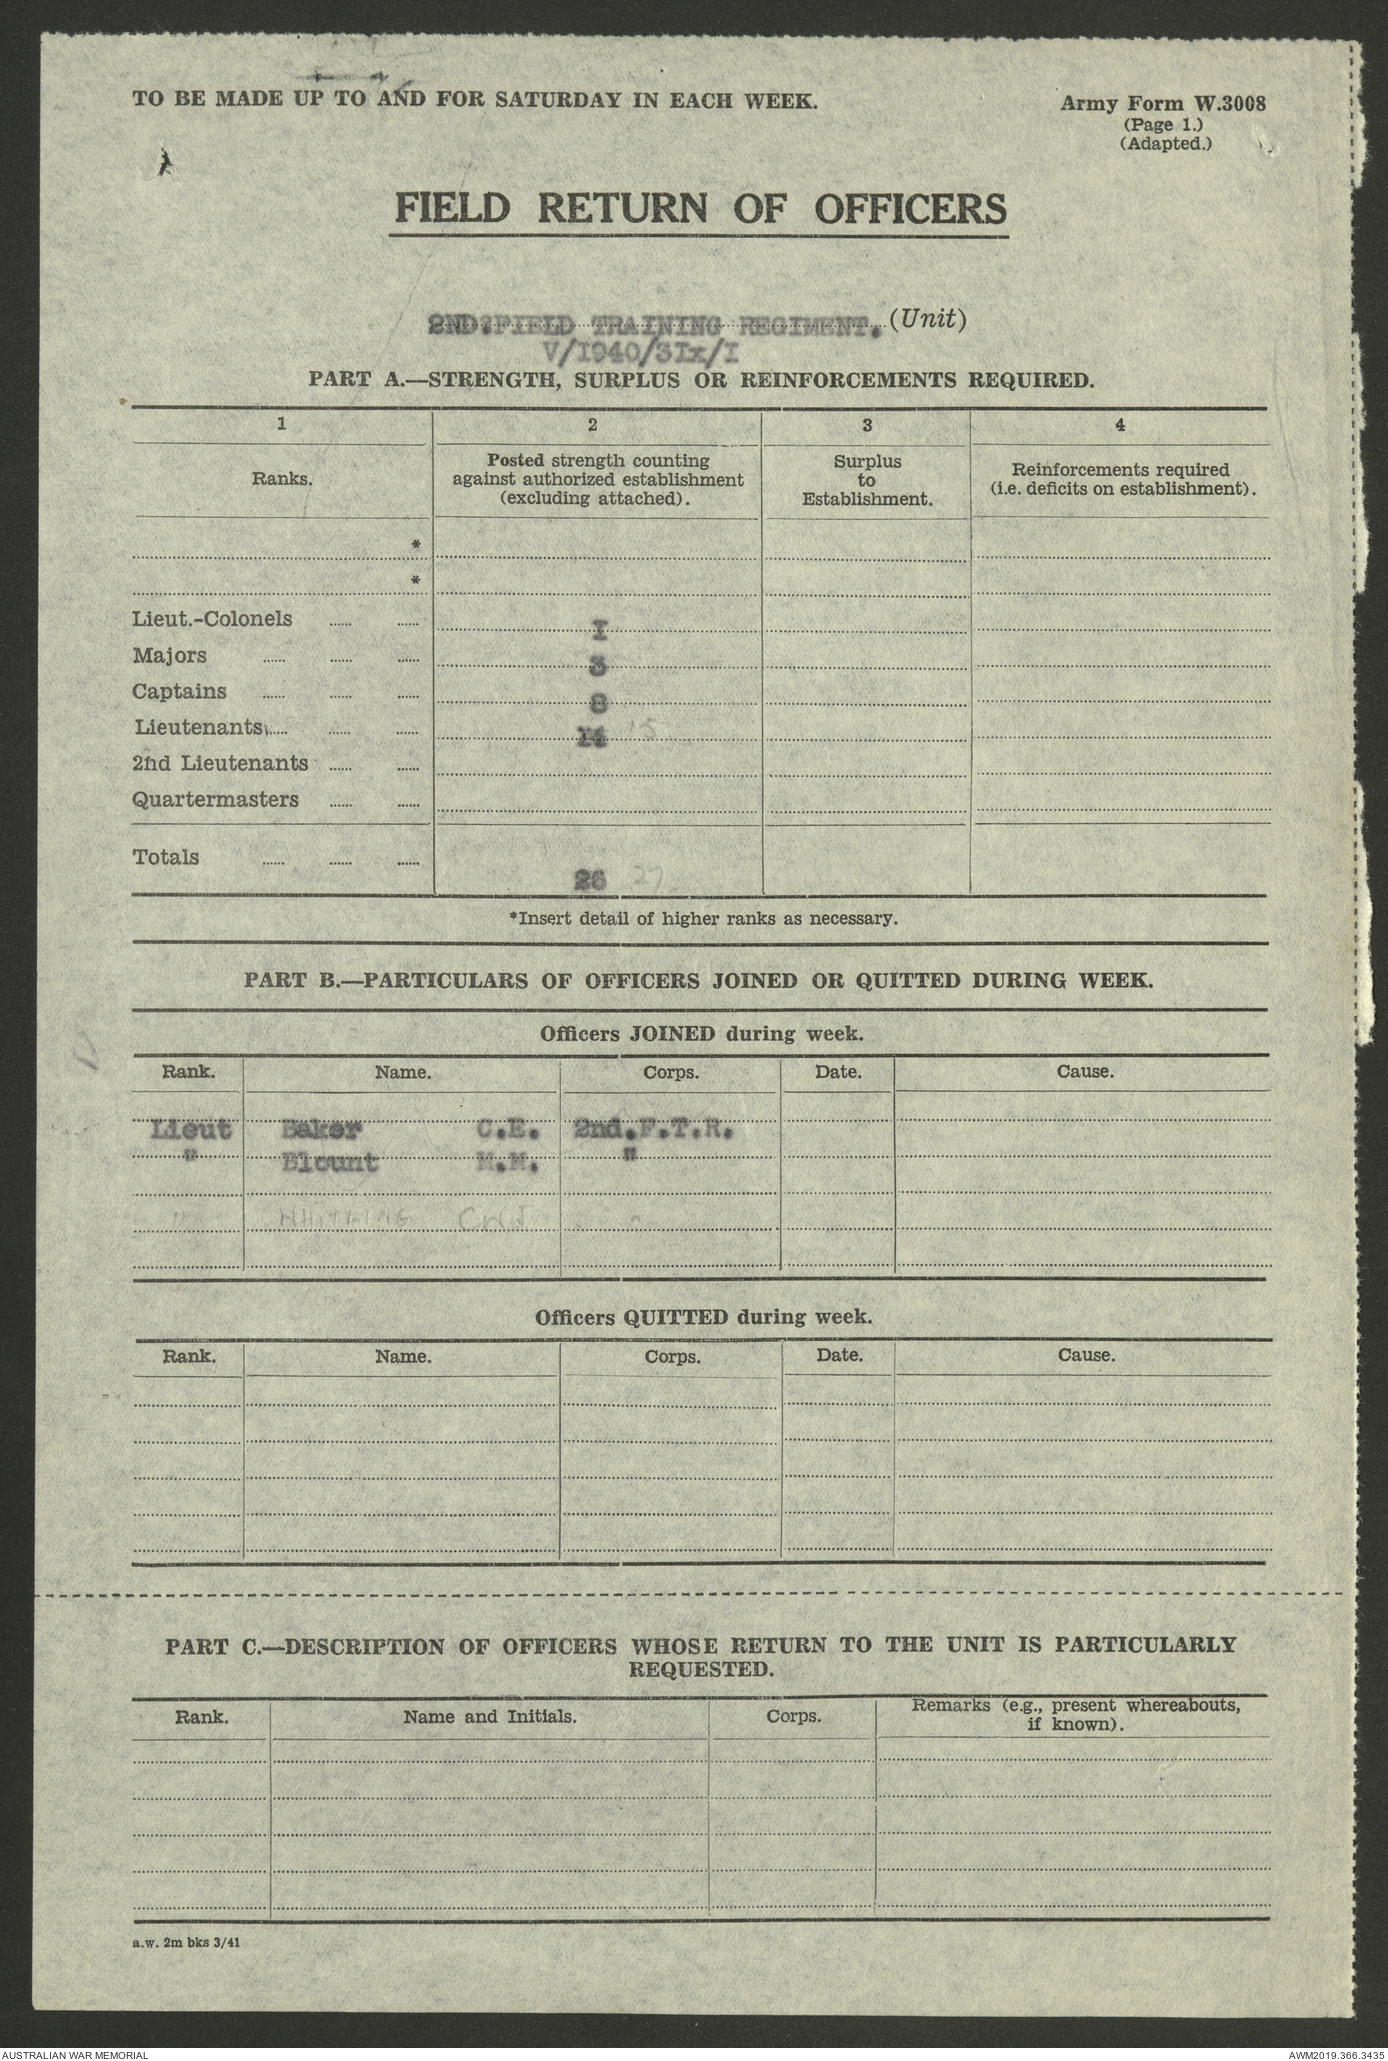 TO BE MADE UP TO AND FOR SATURDAY IN EACH WEEK.
Army Form W.3008
(Page 1.)
(Adapted.)
FIELD RETURN OF OFFICERS
2ND.FIELD TRAINING REGIMENT. (Unit)
V/I940/3Ix/I
PART A.—STRENGTH, SURPLUS OR REINFORCEMENTS REQUIRED.
1 2 3 4
Ranks. Posted strength counting against authorized establishment (excluding attached). Surplus to Establishment. Reinforcements required (i.e. deficits on establishment).
*
*
Lieut.-Colonels ...... ...... I
Majors ...... ...... ...... 3
Captains ...... ...... ...... 8
Lieutenants ...... ...... ...... I4 15
2nd Lieutenants ...... ......
Quartermasters ...... ......
Totals ...... ...... ...... 26 27
*Insert detail of higher ranks as necessary.
PART B.—PARTICULARS OF OFFICERS JOINED OR QUITTED DURING WEEK.
Officers JOINED during week.
Rank. Name. Corps. Date. Cause.
Lieut Baker C.E. 2nd.F.T.R.
" Blount M.M. "
"
Officers QUITTED during week.
Rank. Name. Corps. Date. Cause.
PART C.—DESCRIPTION OF OFFICERS WHOSE RETURN TO THE UNIT IS PARTICULARLY
REQUESTED.
Rank. Name and Initials. Corps. Remarks (e.g., present whereabouts, if known).
a.w. 2m bks 3/41
AUSTRALIAN WAR MEMORIAL
AWM2019.366.3435